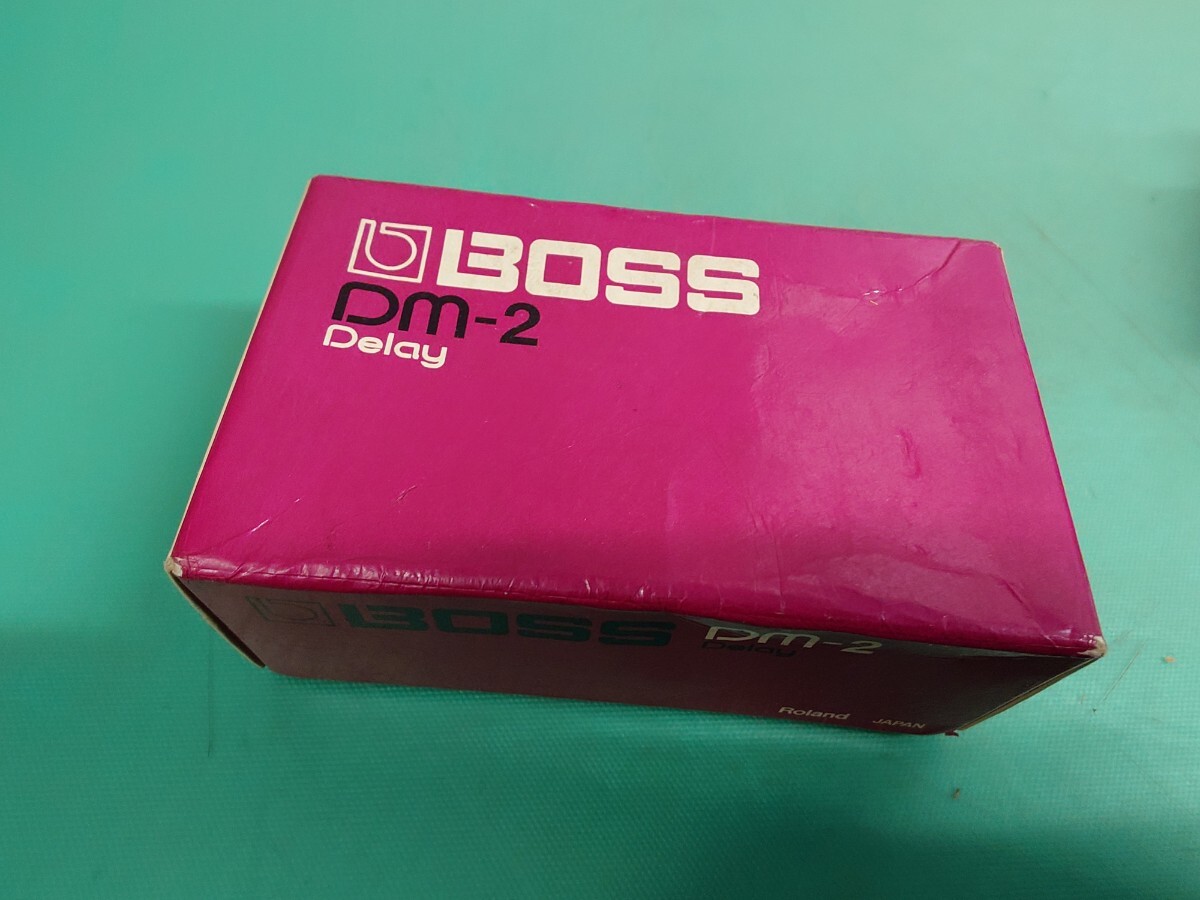 BOSS
DM-2
Delay
BOSS DM-2
Delay
Roland JAPAN